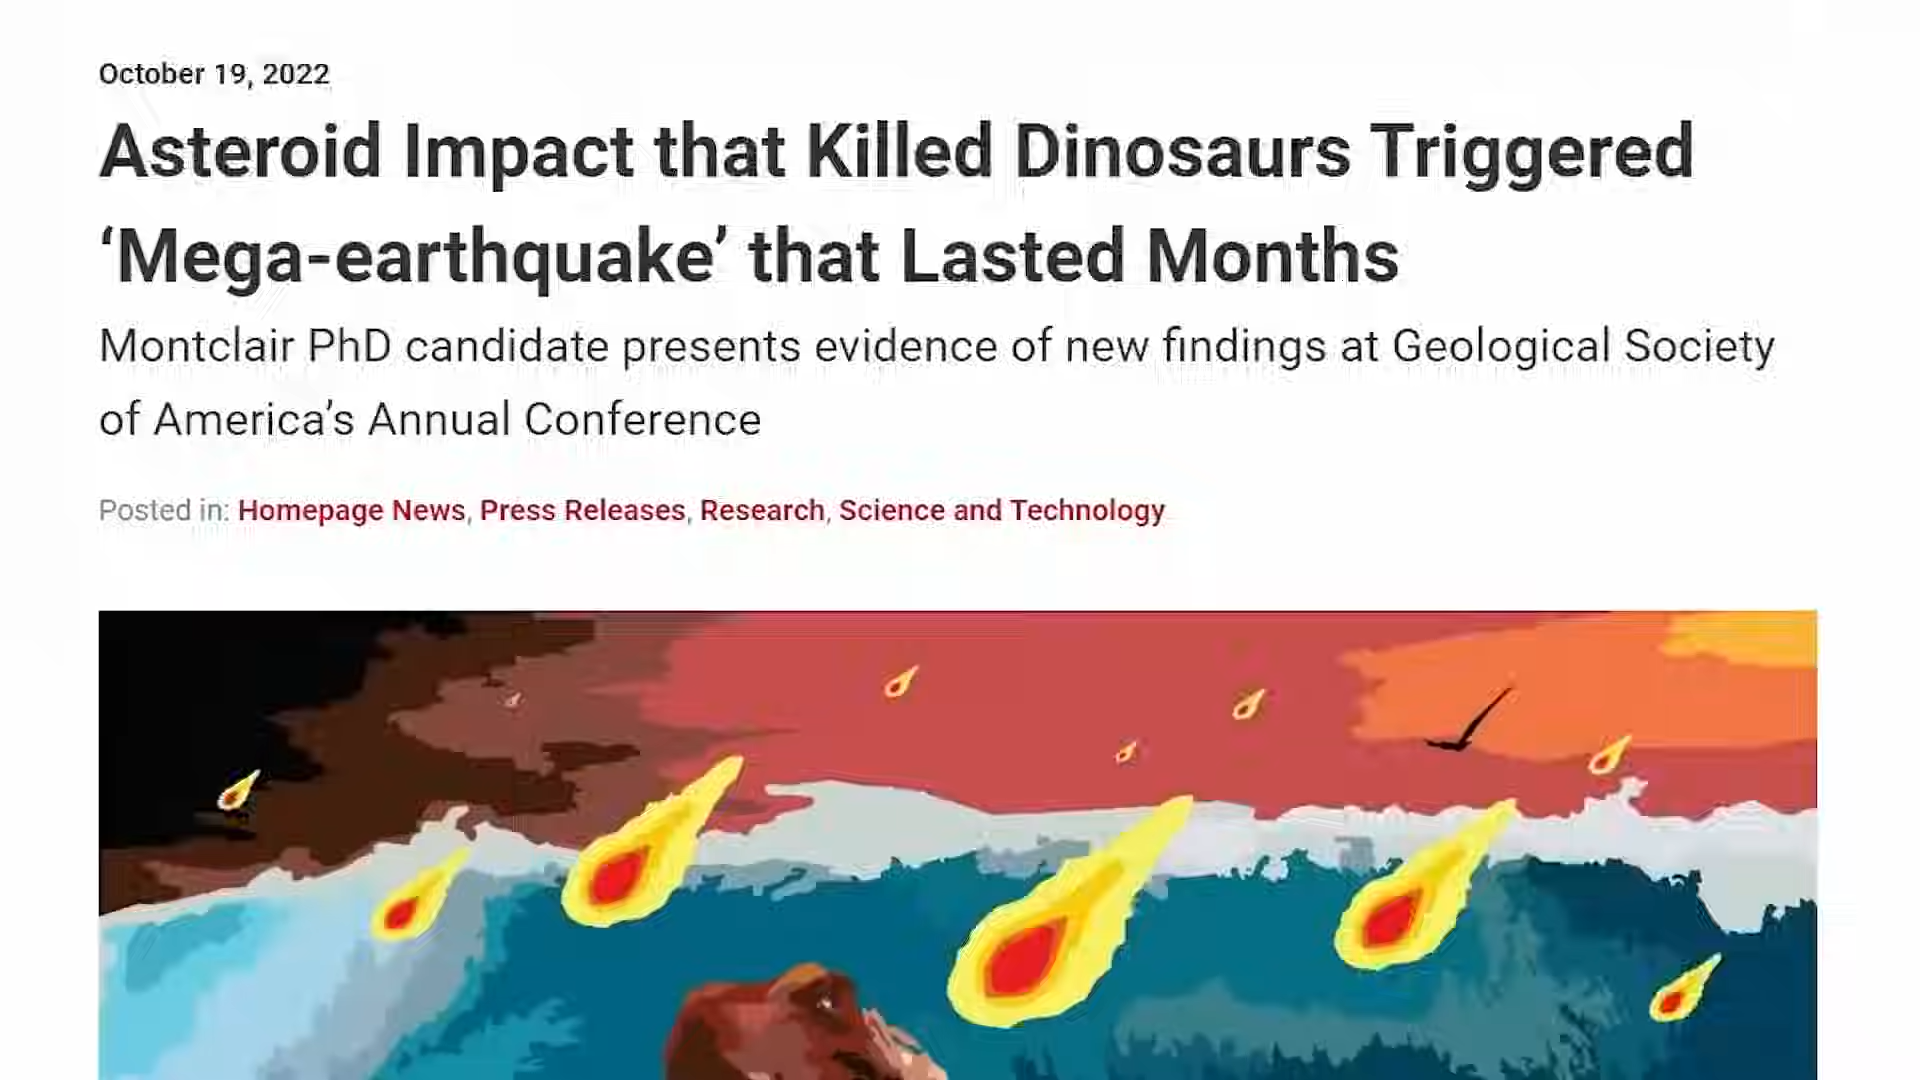 October 19, 2022
Asteroid Impact that Killed Dinosaurs Triggered
‘Mega-earthquake’ that Lasted Months
Montclair PhD candidate presents evidence of new findings at Geological Society
of America’s Annual Conference
Posted in: Homepage News, Press Releases, Research, Science and Technology